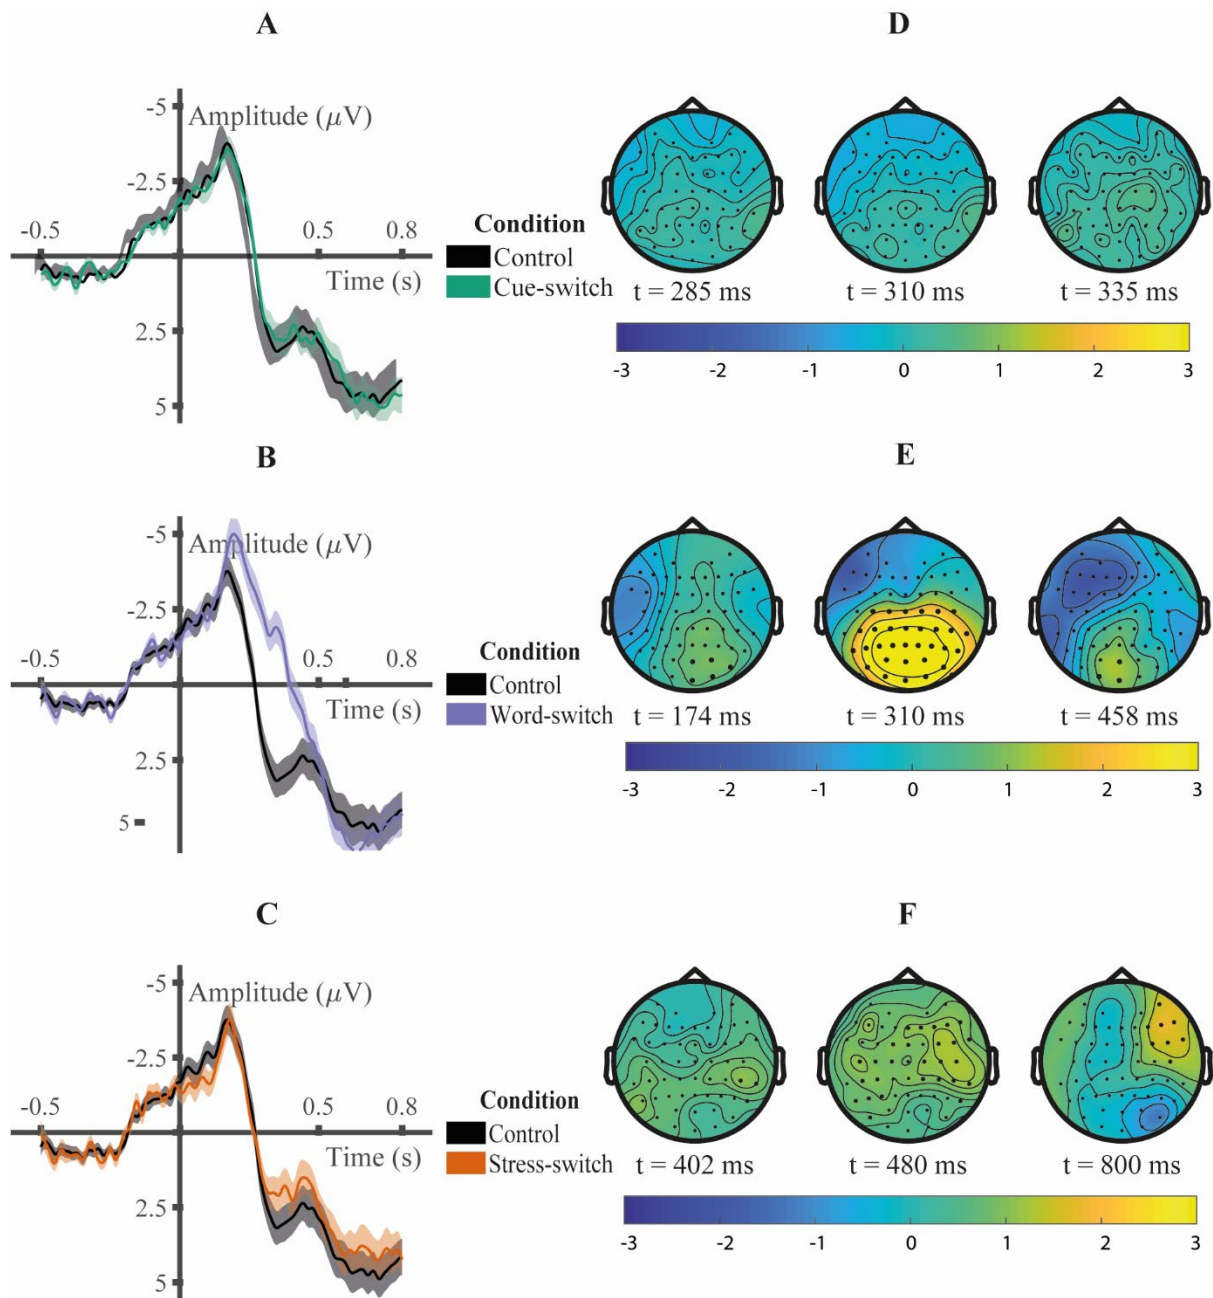 A
-5
Amplitude (μV)
-2.5
-0.5
0.5
0.8
Time (s)
2.5
5
Condition
Control
Cue-switch
D
t = 285 ms
t = 310 ms
t = 335 ms
-3
-2
-1
0
1
2
3
B
-5
Amplitude (μV)
-2.5
-0.5
0.5
0.8
Time (s)
2.5
5
Condition
Control
Word-switch
E
t = 174 ms
t = 310 ms
t = 458 ms
-3
-2
-1
0
1
2
3
C
-5
Amplitude (μV)
-2.5
-0.5
0.5
0.8
Time (s)
2.5
5
Condition
Control
Stress-switch
F
t = 402 ms
t = 480 ms
t = 800 ms
-3
-2
-1
0
1
2
3